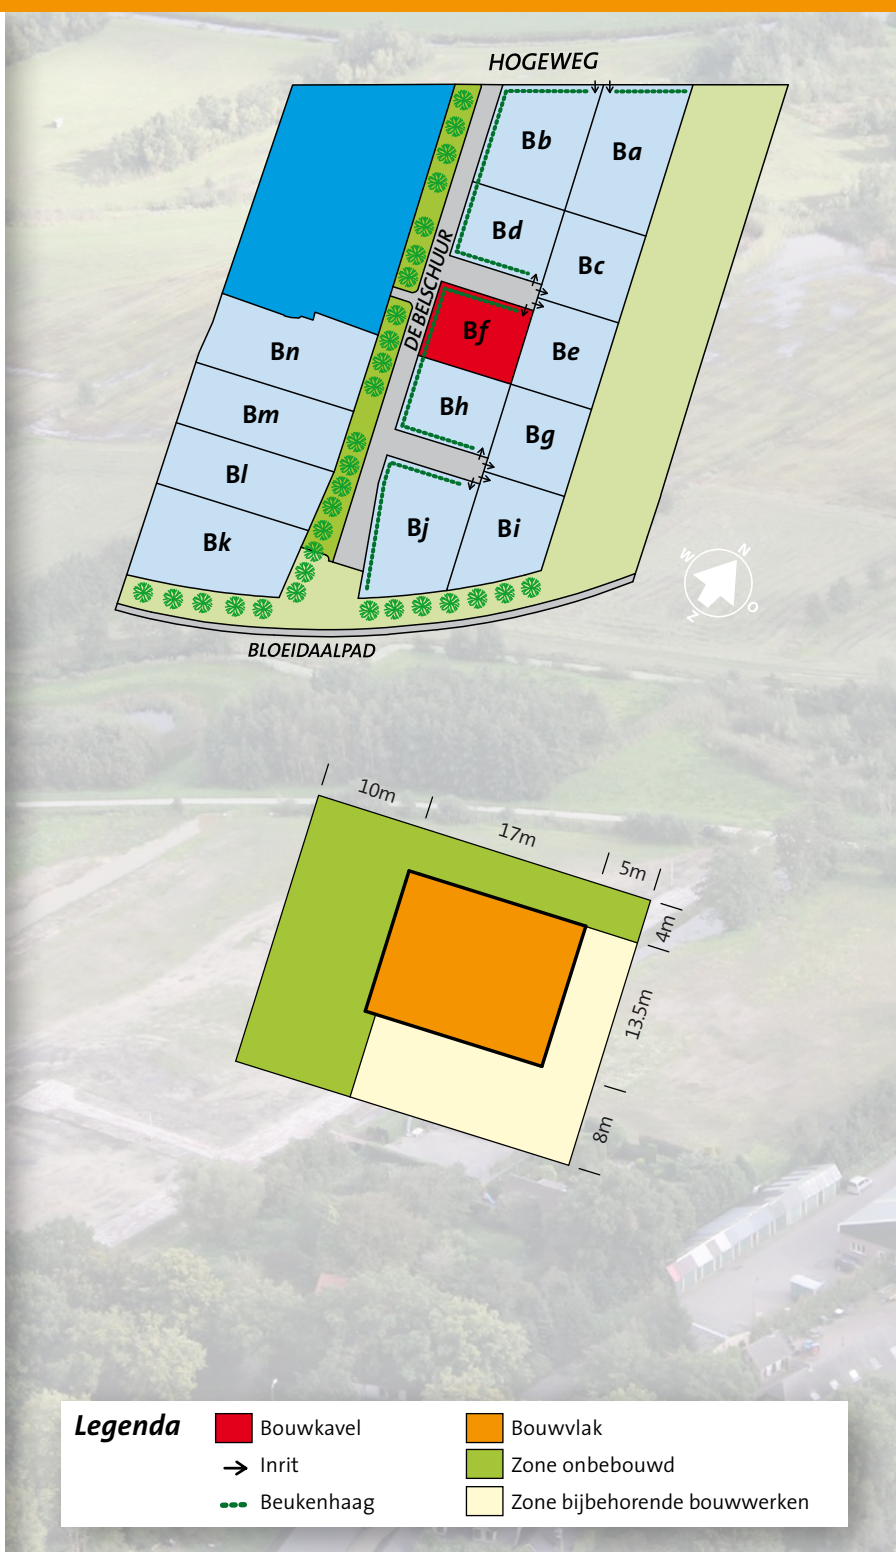 HOGEWEG
Bb
Ba
Bd
Bc
DE BELSCHUUR
Bf
Be
Bn
Bh
Bm
Bg
Bl
Bj
Bi
Bk
N
W
O
Z
BLOEIDAALPAD
10m
17m
5m
4m
13.5m
8m
Legenda
Bouwkavel
Bouwvlak
Inrit
Zone onbebouwd
Beukenhaag
Zone bijbehorende bouwwerken